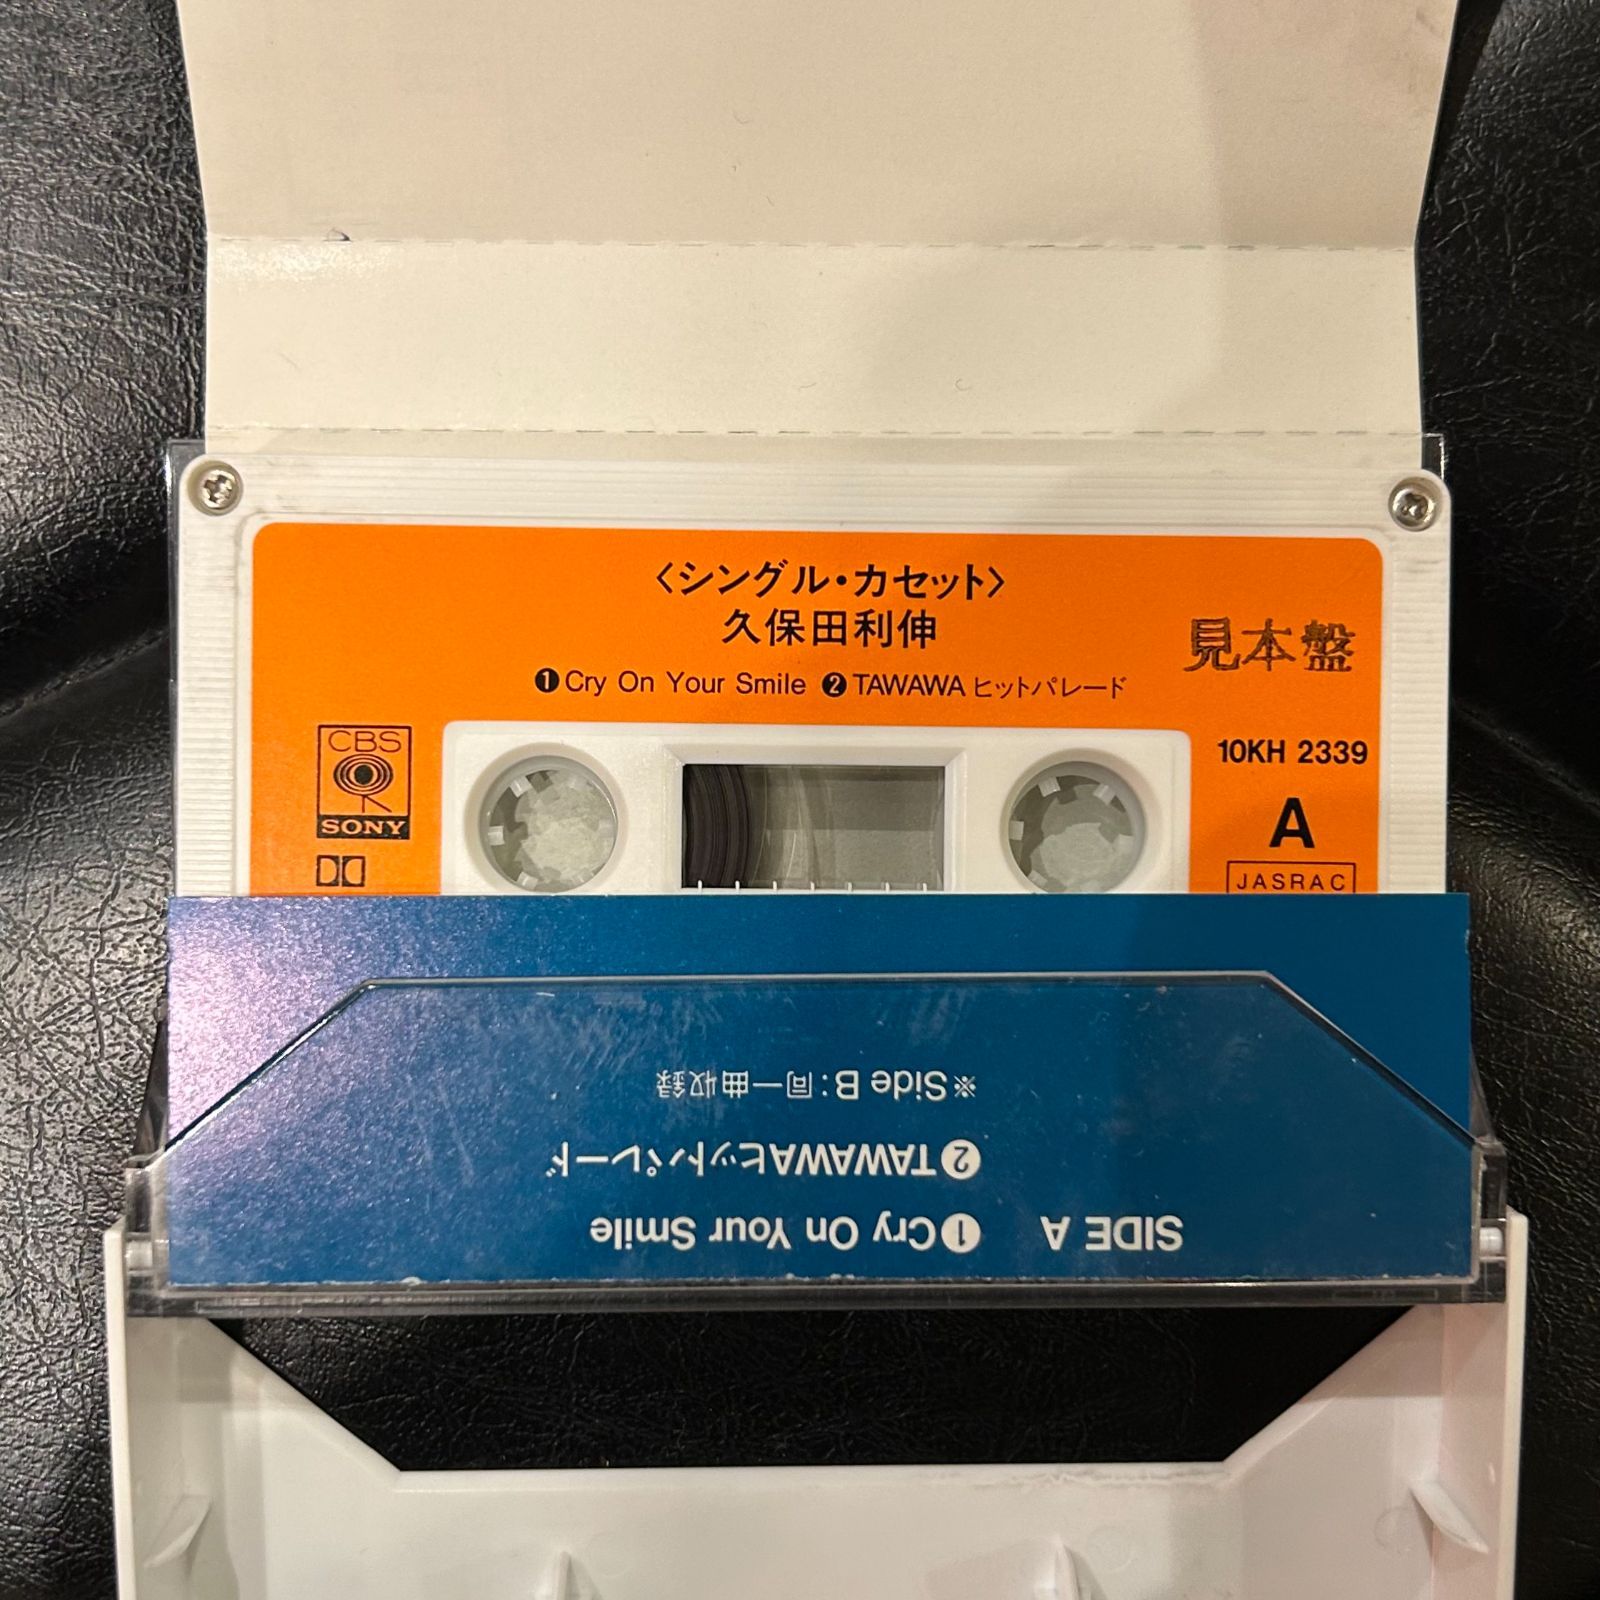 〈シングル・カセット〉
久保田利伸
見本盤
❶Cry On Your Smile ❷TAWAWAヒットパレード
CBS
SONY
10KH 2339
A
JASRAC
SIDE A ❶Cry On Your Smile
❷TAWAWAヒットパレード
※Side B:同一曲収録